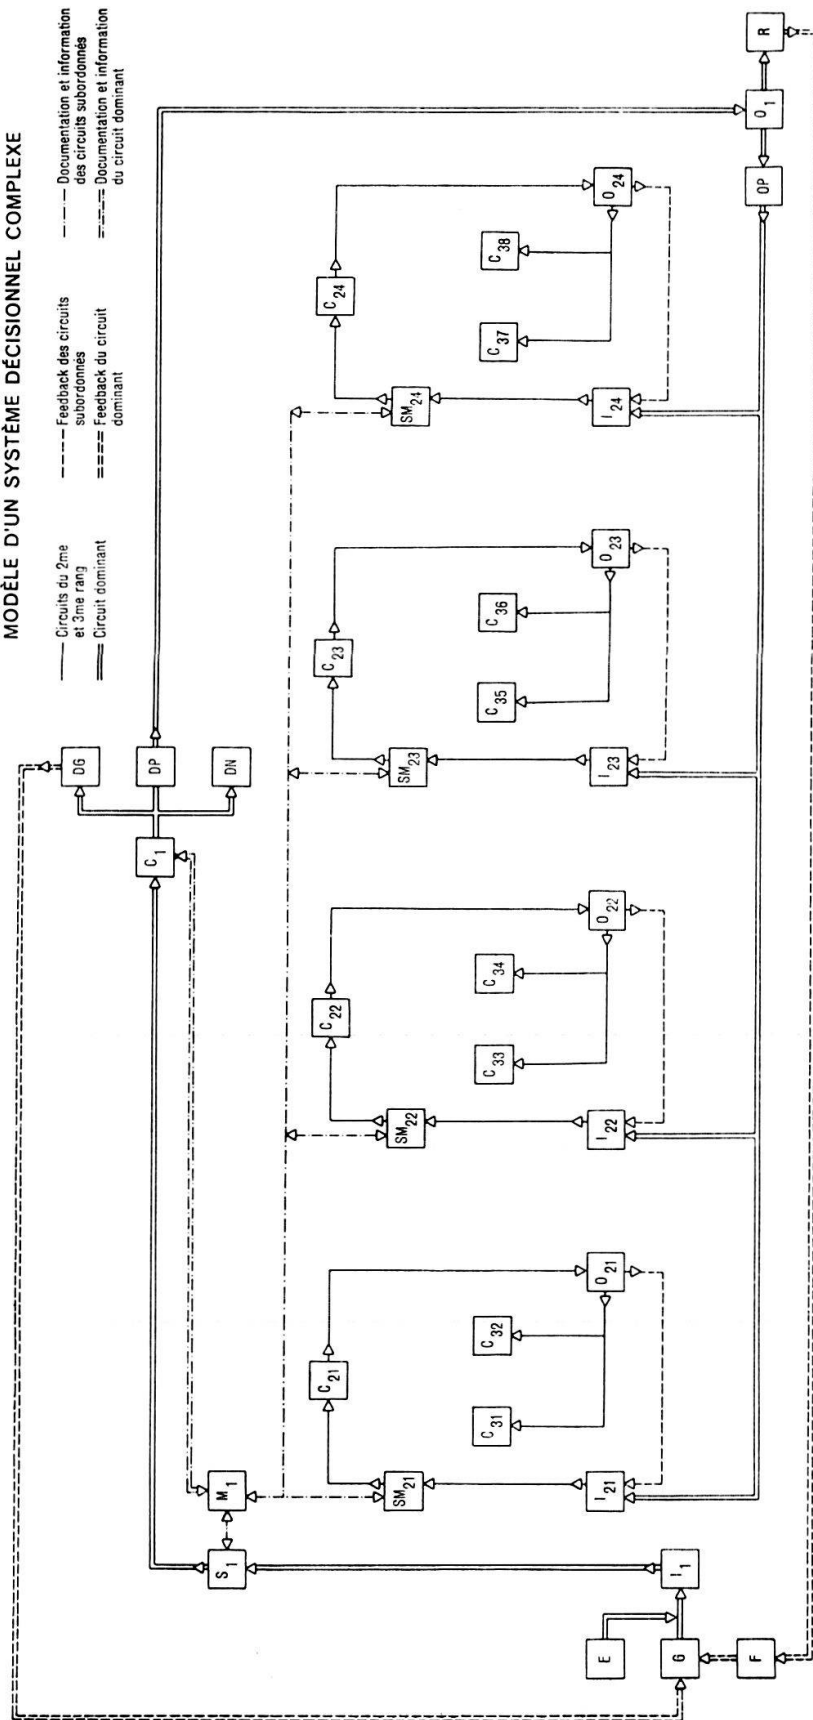 MODÈLE D'UN SYSTÈME DÉCISIONNEL COMPLEXE
Circuits du 2me
et 3me rang
Circuit dominant
Feedback des circuits
subordonnés
Feedback du circuit
dominant
Documentation et information
des circuits subordonnés
Documentation et information
du circuit dominant
DG
C1
DP
DN
S1
M1
SM21
C21
C31
C32
I21
O21
SM22
C22
C33
C34
I22
O22
SM23
C23
C35
C36
I23
O23
SM24
C24
C37
C38
I24
O24
E
G
F
I1
OP
O1
R